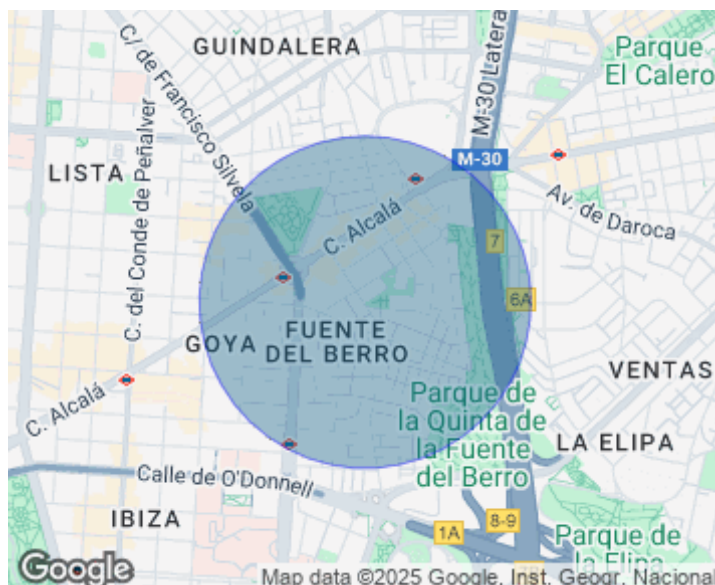 GUINDALERA
Parque
El Calero
C/ de Francisco Silvela
M-30 Latera
LISTA
C. del Conde de Peñalver
M-30
C. Alcalá
Av. de Daroca
7
6A
GOYA
FUENTE
DEL BERRO
VENTAS
Parque de
la Quinta de
la Fuente
del Berro
C. Alcalá
LA ELIPA
Calle de O'Donnell
IBIZA
8-9
1A
Parque de
la Elipa
Google
Map data ©2025 Google, Inst. Geogr. Nacional